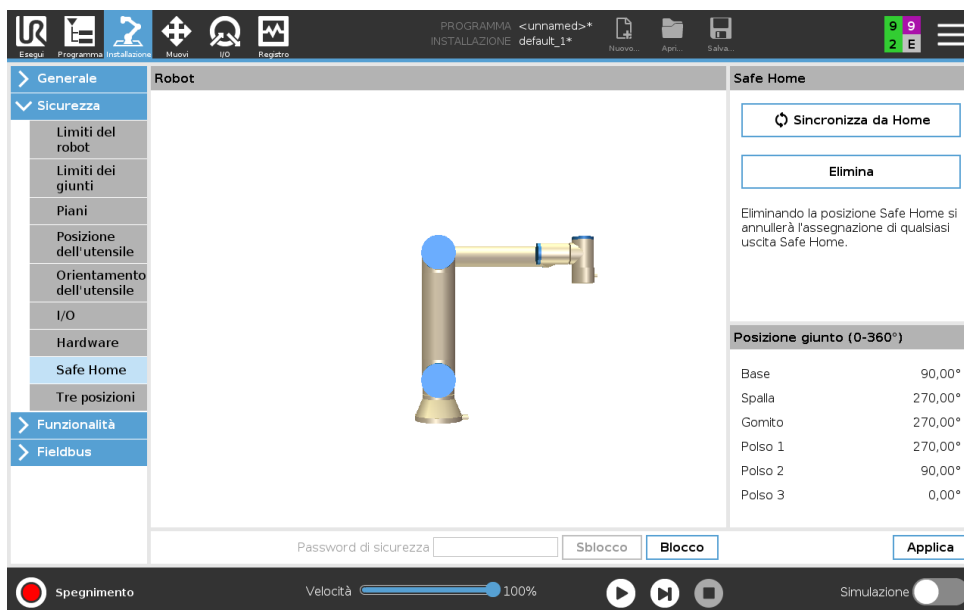 PROGRAMMA <unnamed>*
INSTALLAZIONE default_1*
Esegui Programma Installazione Muovi I/O Registro
Nuovo... Apri... Salva...
9 9
2 E
Generale
Sicurezza
Limiti del
robot
Limiti dei
giunti
Piani
Posizione
dell'utensile
Orientamento
dell'utensile
I/O
Hardware
Safe Home
Tre posizioni
Funzionalità
Fieldbus
Robot
Safe Home
Sincronizza da Home
Elimina
Eliminando la posizione Safe Home si
annullerà l'assegnazione di qualsiasi
uscita Safe Home.
Posizione giunto (0-360°)
Base 90,00°
Spalla 270,00°
Gomito 270,00°
Polso 1 270,00°
Polso 2 90,00°
Polso 3 0,00°
Password di sicurezza Sblocco Blocco Applica
Spegnimento Velocità 100% Simulazione